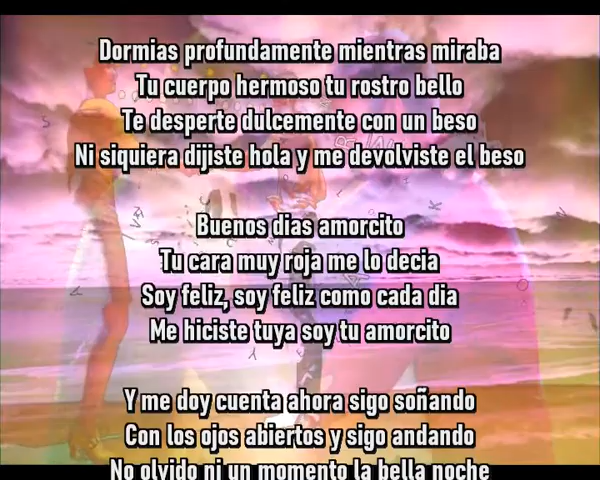 Dormias profundamente mientras miraba
Tu cuerpo hermoso tu rostro bello
Te desperte dulcemente con un beso
Ni siquiera dijiste hola y me devolviste el beso
Buenos dias amorcito
Tu cara muy roja me lo decia
Soy feliz, soy feliz como cada dia
Me hiciste tuya soy tu amorcito
Y me doy cuenta ahora sigo soñando
Con los ojos abiertos y sigo andando
No olvido ni un momento la bella noche